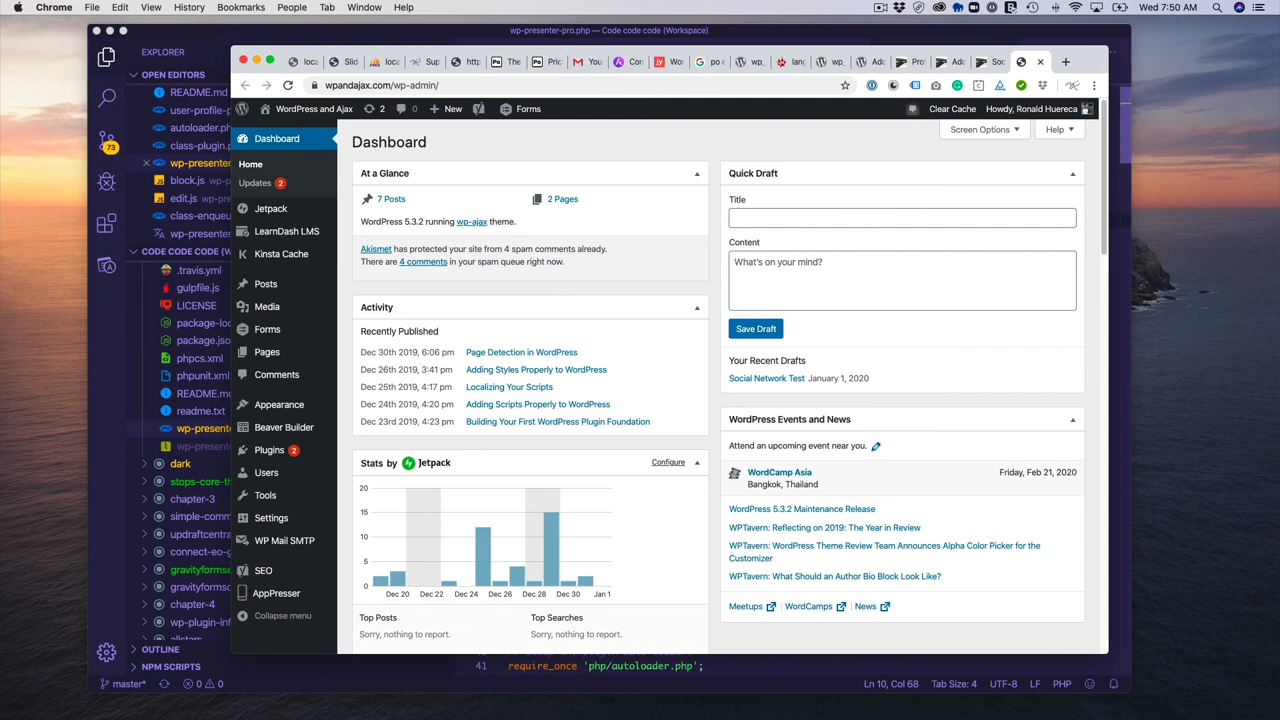 Chrome File Edit View History Bookmarks People Tab Window Help
Wed 7:50 AM
wp-presenter-pro.php — Code code code (Workspace)
EXPLORER
OPEN EDITORS
README.md
user-profile-p
autoloader.ph
class-plugin.p
wp-presenter
block.js wp-p
edit.js wp-pr
class-enqueu
wp-presenter
73
CODE CODE CODE (W
.travis.yml
gulpfile.js
LICENSE
package-loc
package.jso
phpcs.xml
phpunit.xml
README.md
readme.txt
wp-presente
wp-presente
dark
stops-core-th
chapter-3
simple-comm
updraftcentra
connect-eo-g
gravityformse
gravityforms
chapter-4
wp-plugin-inf
allstars
OUTLINE
NPM SCRIPTS
loca Slid loca Sup http The Pric You Cor Wor po e wp_ lang wp_ Add Pro Add Soc
wpandajax.com/wp-admin/
WordPress and Ajax 2 0 New Forms Clear Cache Howdy, Ronald Huereca
Dashboard
Home
Updates 2
Jetpack
LearnDash LMS
Kinsta Cache
Posts
Media
Forms
Pages
Comments
Appearance
Beaver Builder
Plugins 2
Users
Tools
Settings
WP Mail SMTP
SEO
AppPresser
Collapse menu
Screen Options Help
Dashboard
At a Glance
7 Posts 2 Pages
WordPress 5.3.2 running wp-ajax theme.
Akismet has protected your site from 4 spam comments already.
There are 4 comments in your spam queue right now.
Activity
Recently Published
Dec 30th 2019, 6:06 pm Page Detection in WordPress
Dec 26th 2019, 3:41 pm Adding Styles Properly to WordPress
Dec 25th 2019, 4:17 pm Localizing Your Scripts
Dec 24th 2019, 4:20 pm Adding Scripts Properly to WordPress
Dec 23rd 2019, 4:23 pm Building Your First WordPress Plugin Foundation
Stats by Jetpack Configure
20
15
10
5
0
Dec 20 Dec 22 Dec 24 Dec 26 Dec 28 Dec 30 Jan 1
Top Posts Top Searches
Sorry, nothing to report. Sorry, nothing to report.
Quick Draft
Title
Content
What's on your mind?
Save Draft
Your Recent Drafts
Social Network Test January 1, 2020
WordPress Events and News
Attend an upcoming event near you.
WordCamp Asia Friday, Feb 21, 2020
Bangkok, Thailand
WordPress 5.3.2 Maintenance Release
WPTavern: Reflecting on 2019: The Year in Review
WPTavern: WordPress Theme Review Team Announces Alpha Color Picker for the
Customizer
WPTavern: What Should an Author Bio Block Look Like?
Meetups WordCamps News
41 require_once 'php/autoloader.php';
master* 0 0 Ln 10, Col 68 Tab Size: 4 UTF-8 LF PHP